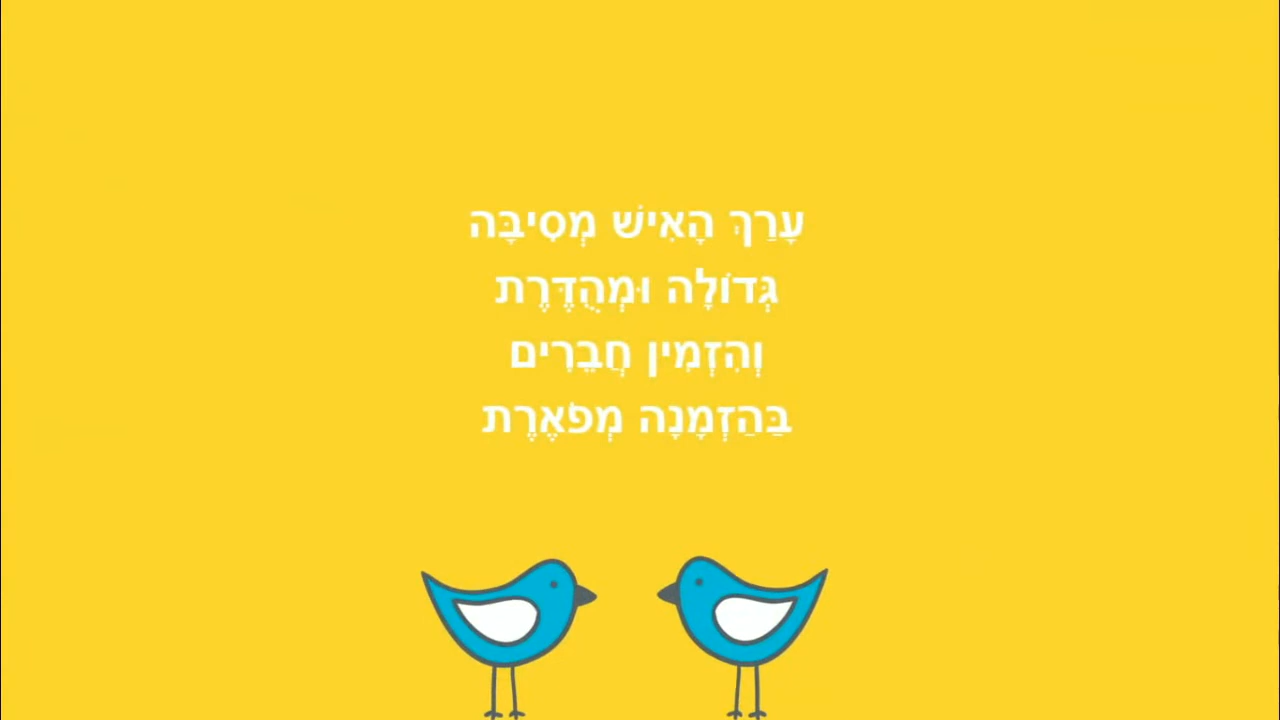 עָרַךְ הָאִישׁ מְסִיבָּה
גְּדוֹלָה וּמְהֻדֶּרֶת
וְהִזְמִין חֲבֵרִים
בַּהַזְמָנָה מְפֹאֶרֶת